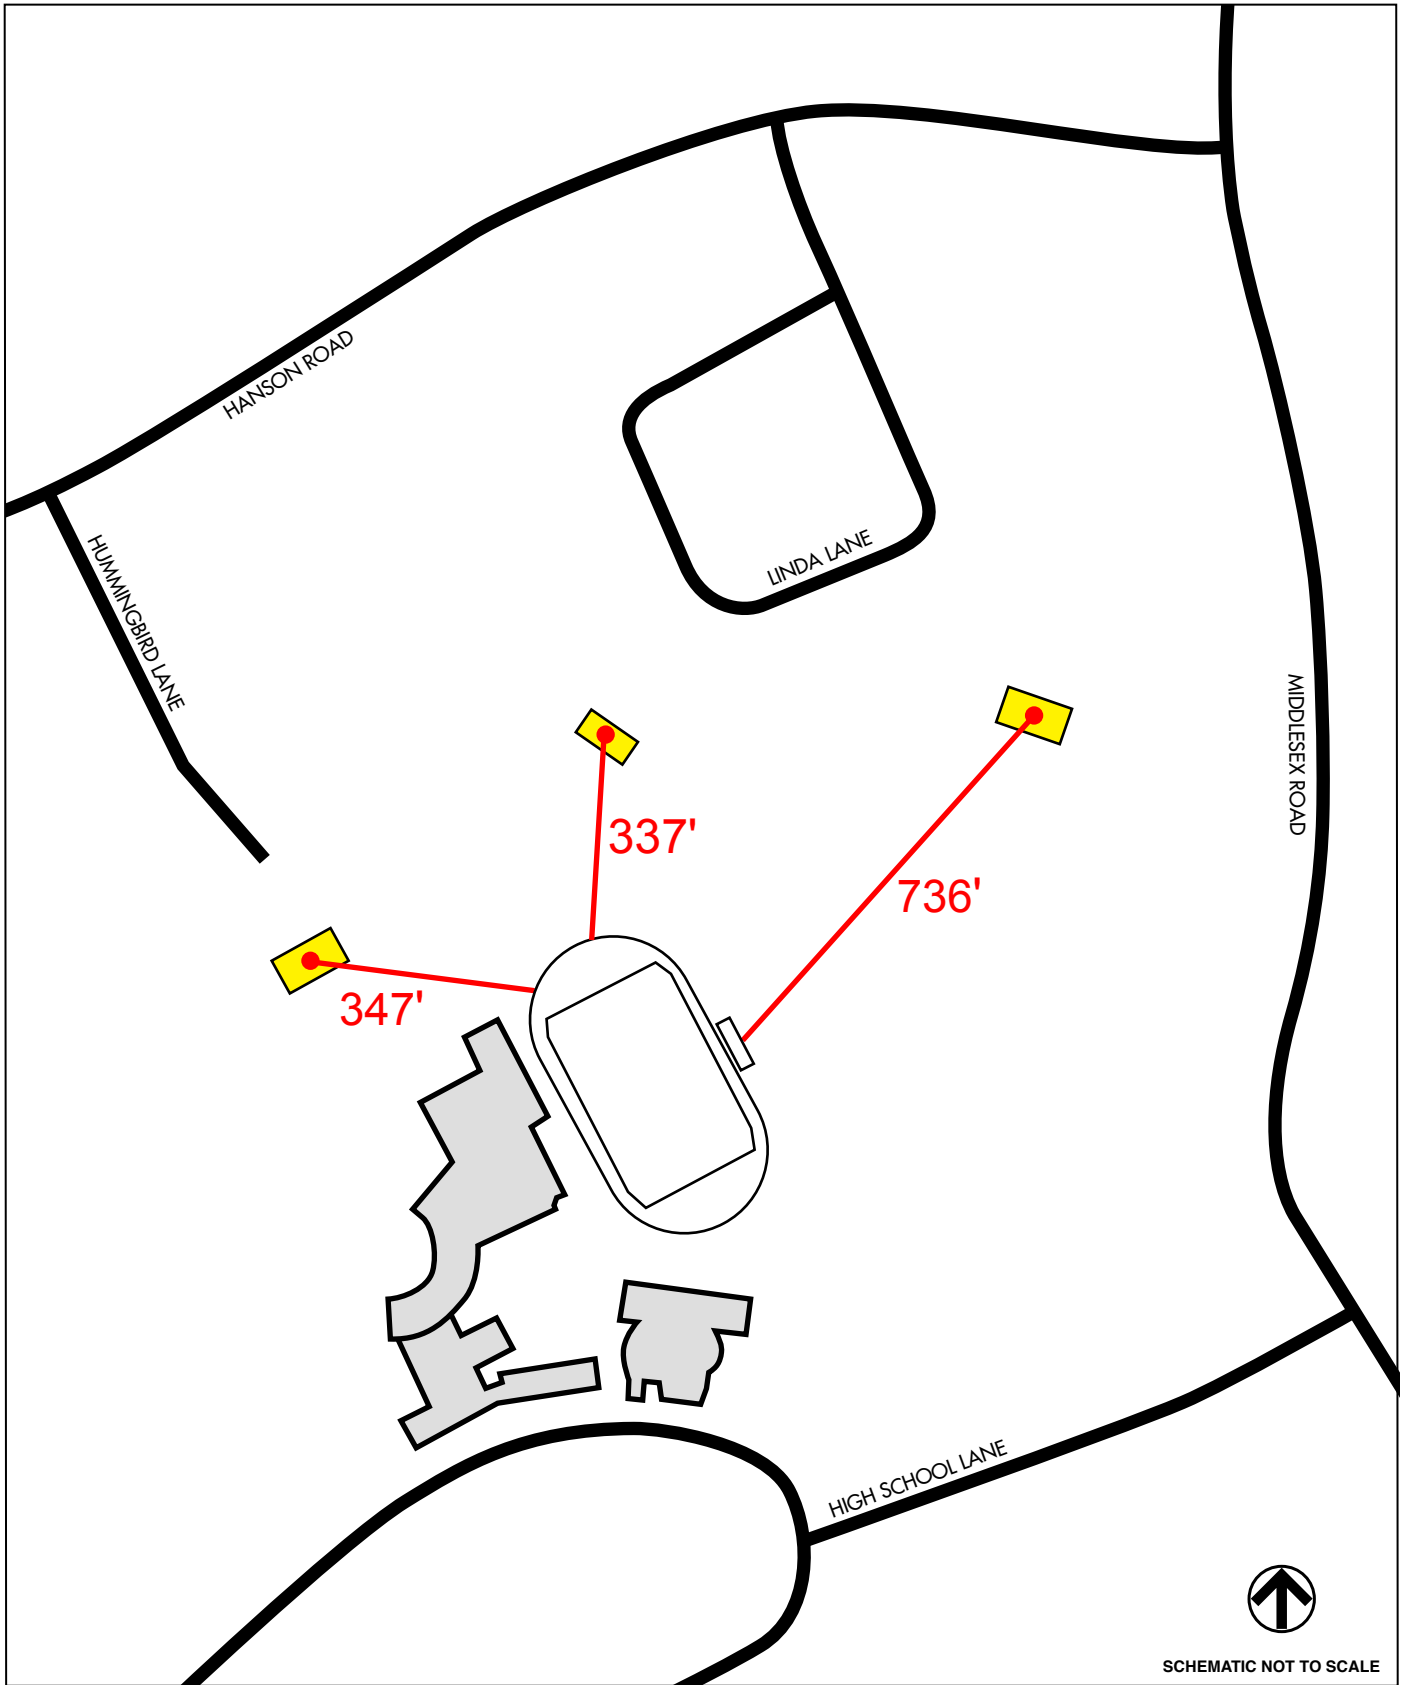 HANSON ROAD
HUMMINGBIRD LANE
LINDA LANE
MIDDLESEX ROAD
337'
736'
347'
HIGH SCHOOL LANE
SCHEMATIC NOT TO SCALE